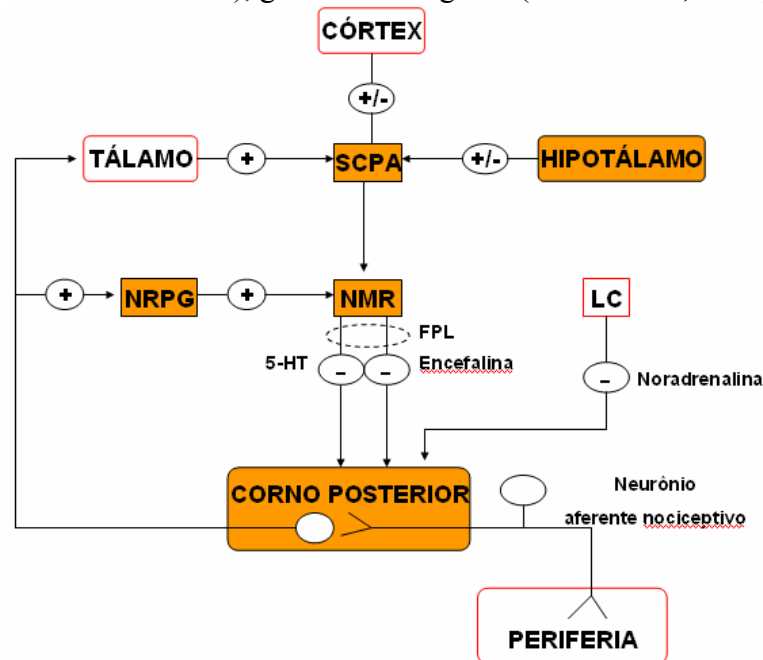 CÓRTEX
+/-
TÁLAMO
+
SCPA
+/-
HIPOTÁLAMO
+
NRPG
+
NMR
LC
FPL
5-HT
-
-
Encefalina
-
Noradrenalina
CORNO POSTERIOR
Neurônio
aferente nociceptivo
PERIFERIA